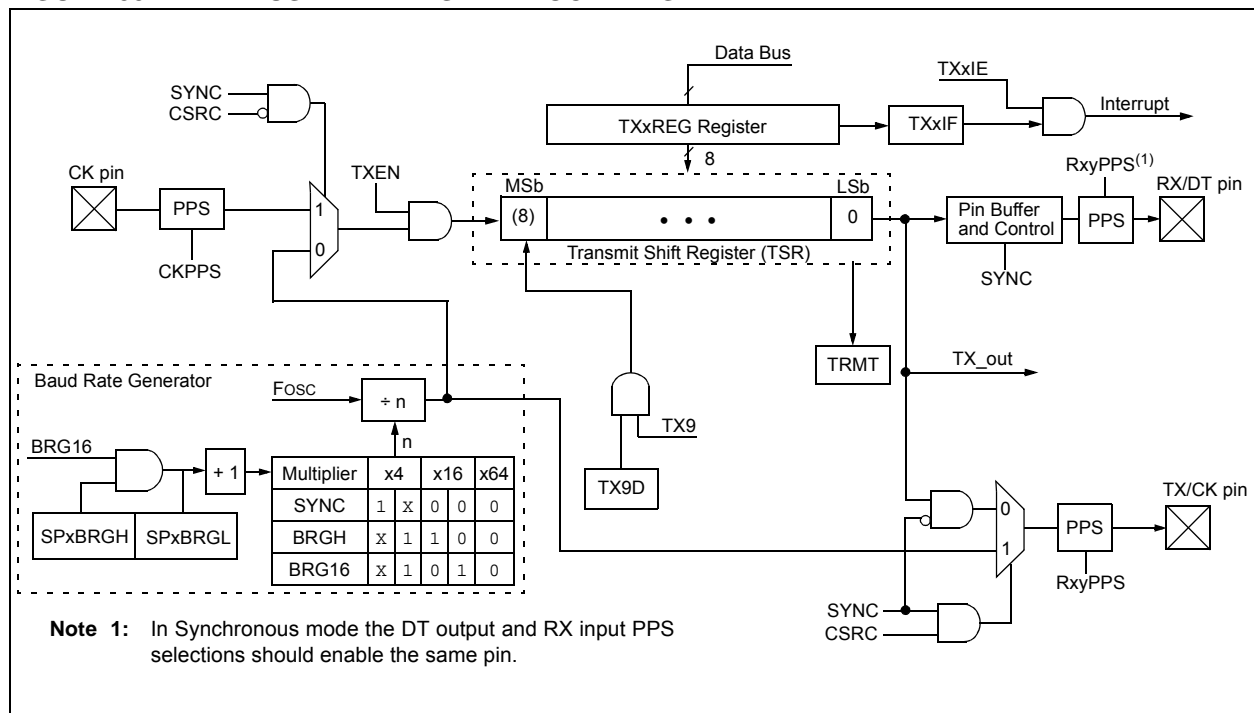 Data Bus
TXxIE
SYNC
CSRC
Interrupt
TXxREG Register
TXxIF
8
TXEN
RxyPPS(1)
CK pin
MSb
LSb
RX/DT pin
PPS
1
(8)
• • •
0
Pin Buffer
and Control
PPS
0
Transmit Shift Register (TSR)
CKPPS
SYNC
TRMT
TX_out
Baud Rate Generator
FOSC
÷ n
n
TX9
BRG16
+ 1
Multiplier x4 x16 x64
SYNC 1 X 0 0 0
BRGH X 1 1 0 0
BRG16 X 1 0 1 0
SPxBRGH SPxBRGL
TX9D
TX/CK pin
0
PPS
1
RxyPPS
SYNC
CSRC
Note 1: In Synchronous mode the DT output and RX input PPS
selections should enable the same pin.